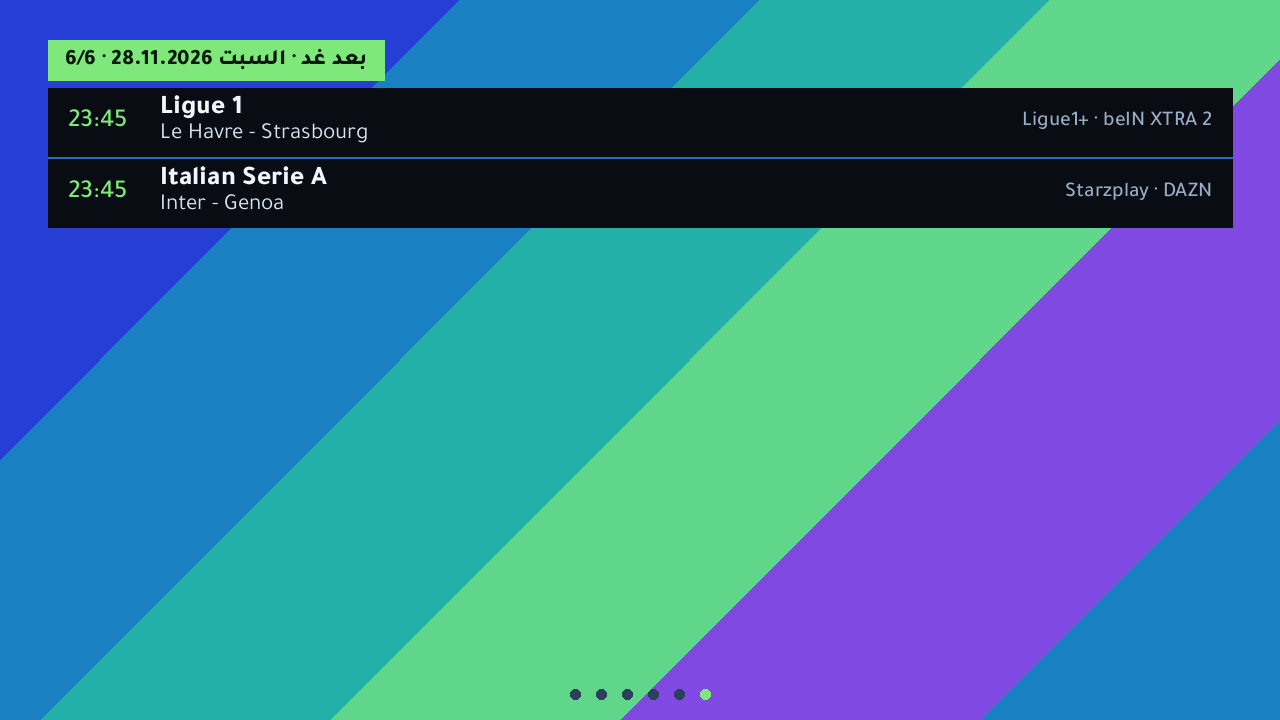 بعد غد · السبت 28.11.2026 · 6/6
23:45
Ligue 1
Le Havre - Strasbourg
Ligue1+ · beIN XTRA 2
23:45
Italian Serie A
Inter - Genoa
Starzplay · DAZN